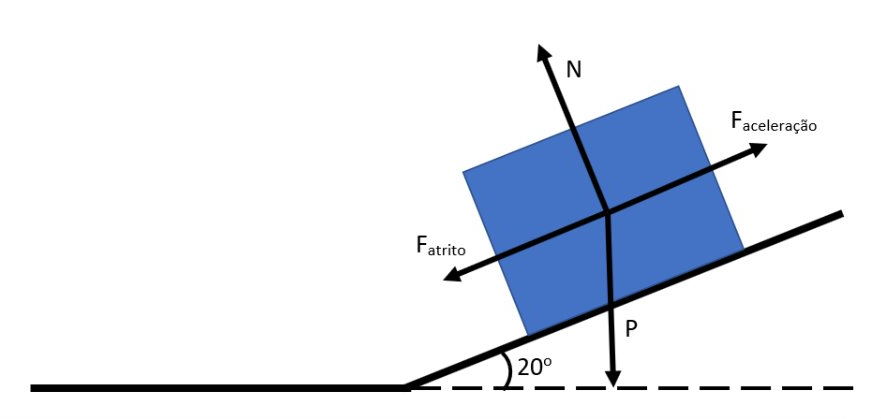 N
Faceleração
Fatrito
P
20º